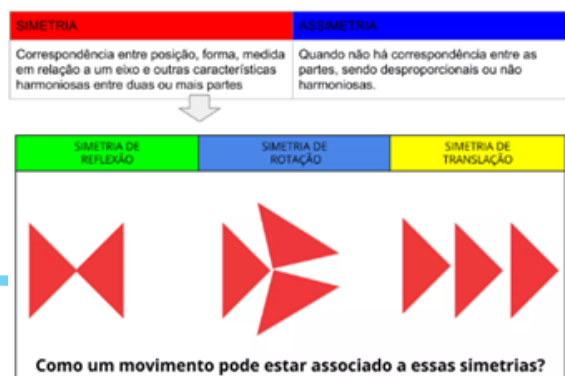 SIMETRIA
ASSIMETRIA
Correspondência entre posição, forma, medida
em relação a um eixo e outras características
harmoniosas entre duas ou mais partes
Quando não há correspondência entre as
partes, sendo desproporcionais ou não
harmoniosas.
SIMETRIA DE
REFLEXÃO
SIMETRIA DE
ROTAÇÃO
SIMETRIA DE
TRANSLAÇÃO
Como um movimento pode estar associado a essas simetrias?